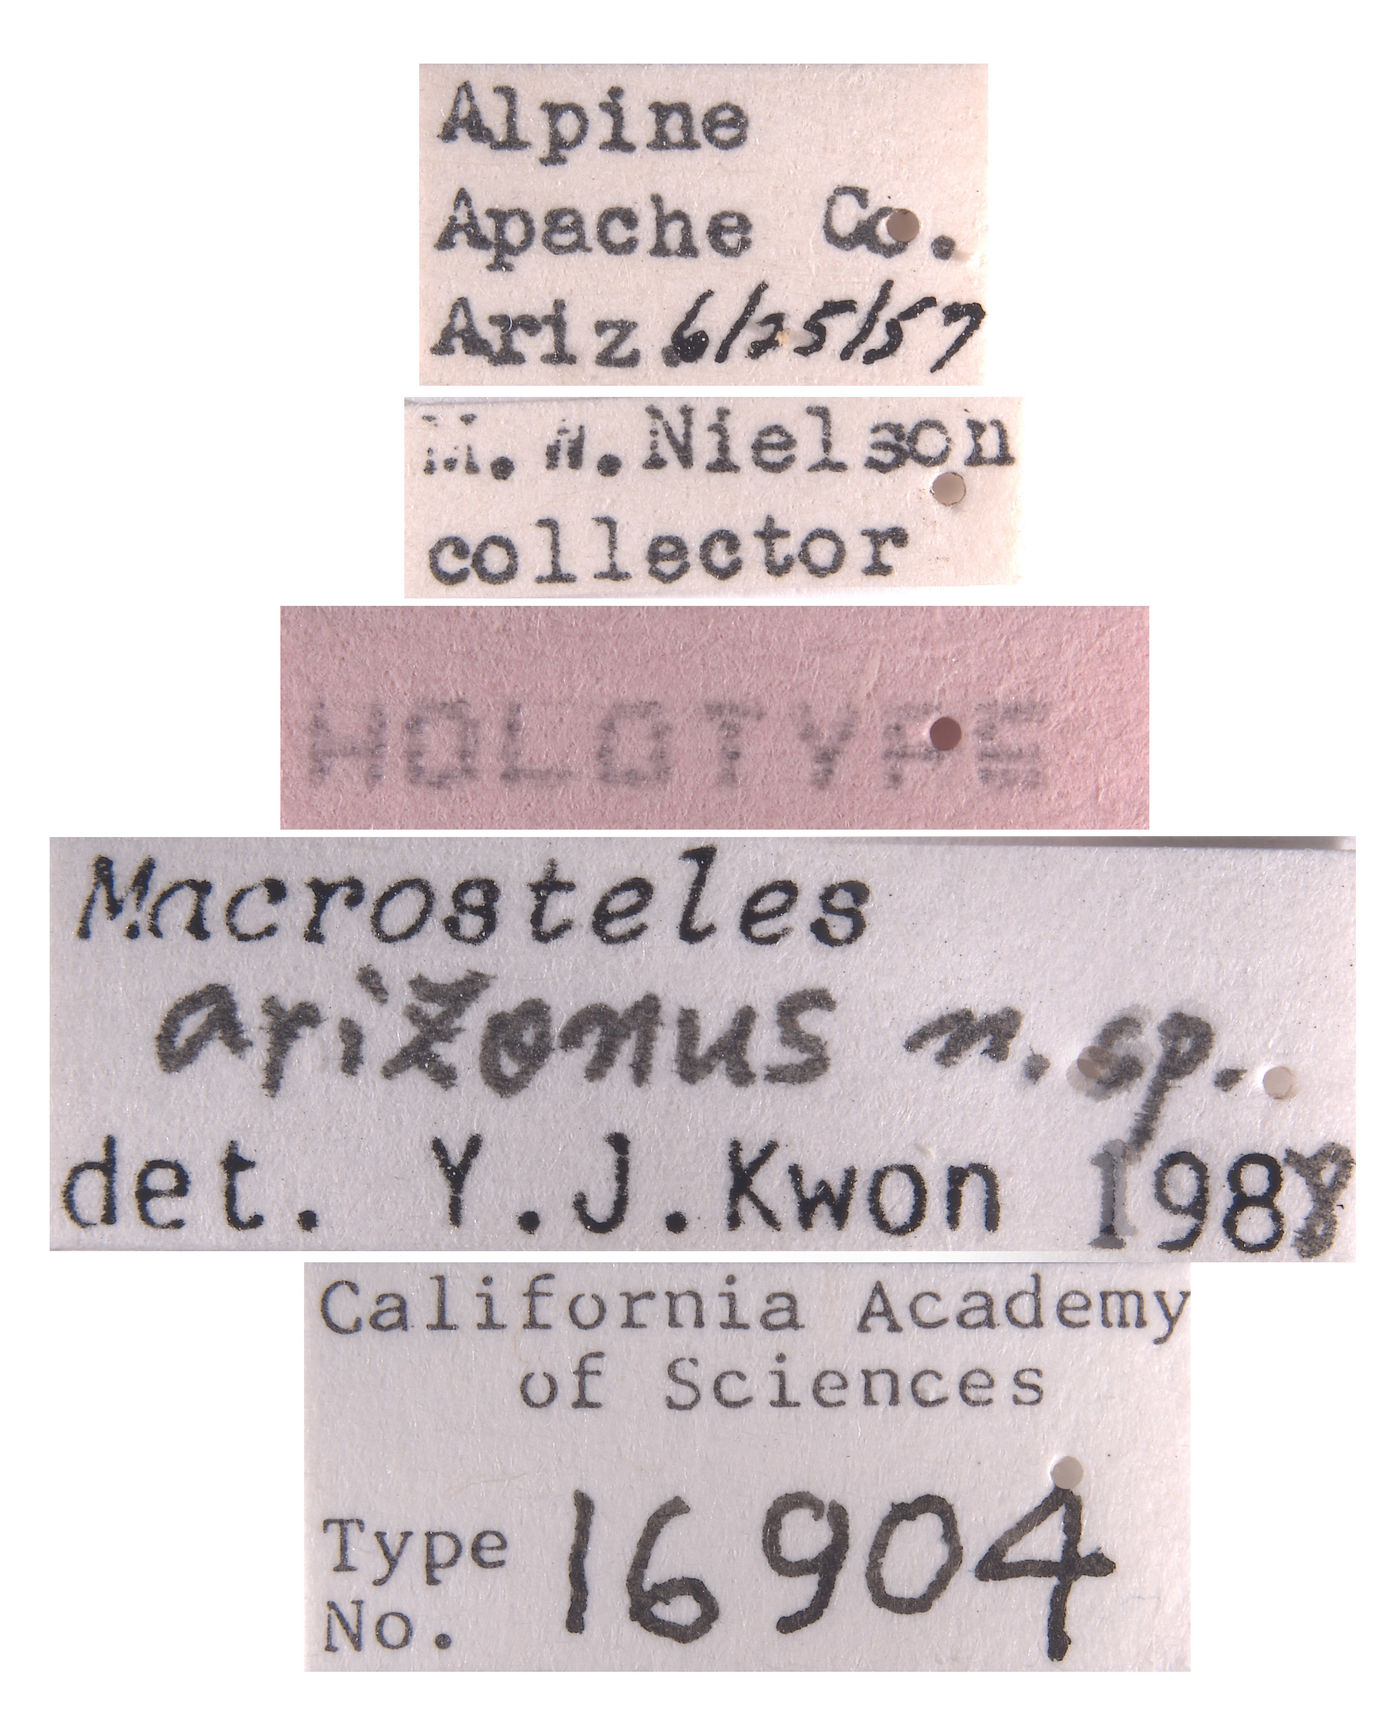 Alpine
Apache Co.
Ariz.6/25/57
M. W. Nielson
collector
HOLOTYPE
Macrosteles
arizonus n.sp.
det. Y.J.Kwon 1988
California Academy
of Sciences
Type
No. 16904